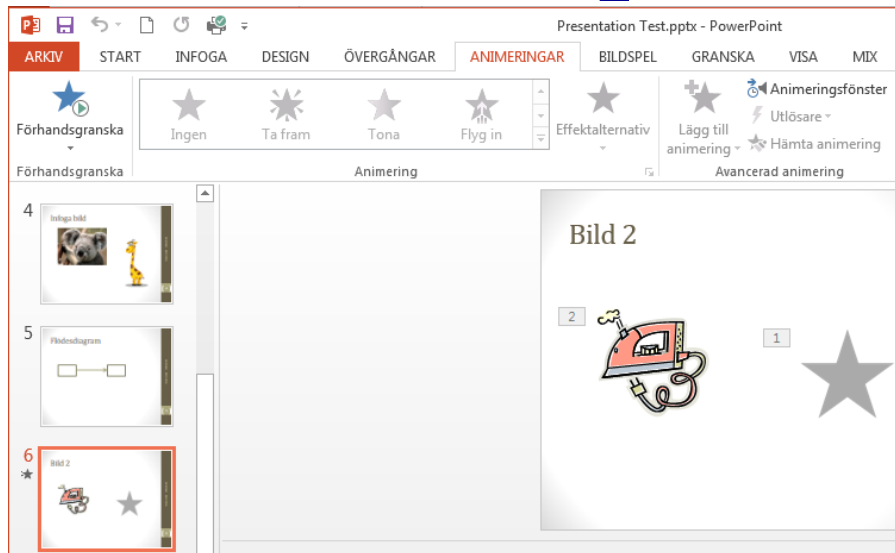 Presentation Test.pptx - PowerPoint
ARKIV START INFOGA DESIGN ÖVERGÅNGAR ANIMERINGAR BILDSPEL GRANSKA VISA MIX
Förhandsgranska
Ingen Ta fram Tona Flyg in
Effektalternativ
Lägg till animering
Animeringsfönster
Utlösare
Hämta animering
Förhandsgranska Animering Avancerad animering
4
Infoga bild
5
Flödesdiagram
6
Bild 2
Bild 2
2
1